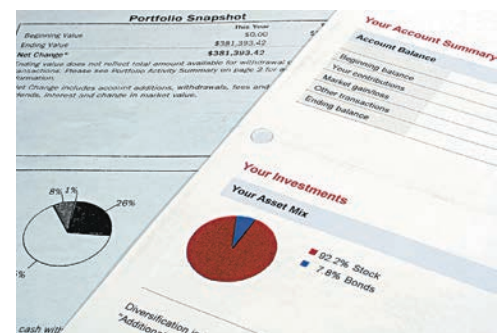 Portfolio Snapshot
This Year
Beginning Value $0.00
Ending Value $381,393.42
Net Change* $381,393.42
Ending value does not reflect total amount available for withdrawal
transactions. Please see Portfolio Activity Summary on page 2 for
Net Change includes account additions, withdrawals, fees and
interest and change in market value.
8% 1%
26%
cash
Your Account Summary
Account Balance
Beginning balance
Your contributions
Market gain/loss
Other transactions
Ending balance
Your Investments
Your Asset Mix
92.2% Stock
7.8% Bonds
Diversification